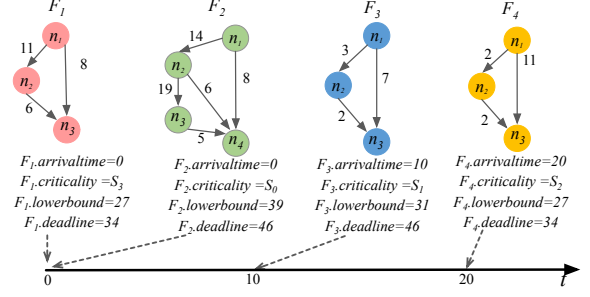 F₁ F₂ F₃ F₄
n₁ n₂ n₃ 11 8 6
n₁ n₂ n₃ n₄ 14 19 6 8 5
n₁ n₂ n₃ 3 7 2
n₁ n₂ n₃ 2 11 2
F₁.arrivaltime=0
F₁.criticality =S₃
F₁.lowerbound=27
F₁.deadline=34
F₂.arrivaltime=0
F₂.criticality =S₀
F₂.lowerbound=39
F₂.deadline=46
F₃.arrivaltime=10
F₃.criticality =S₁
F₃.lowerbound=31
F₃.deadline=46
F₄.arrivaltime=20
F₄.criticality =S₂
F₄.lowerbound=27
F₄.deadline=34
0 10 20 t